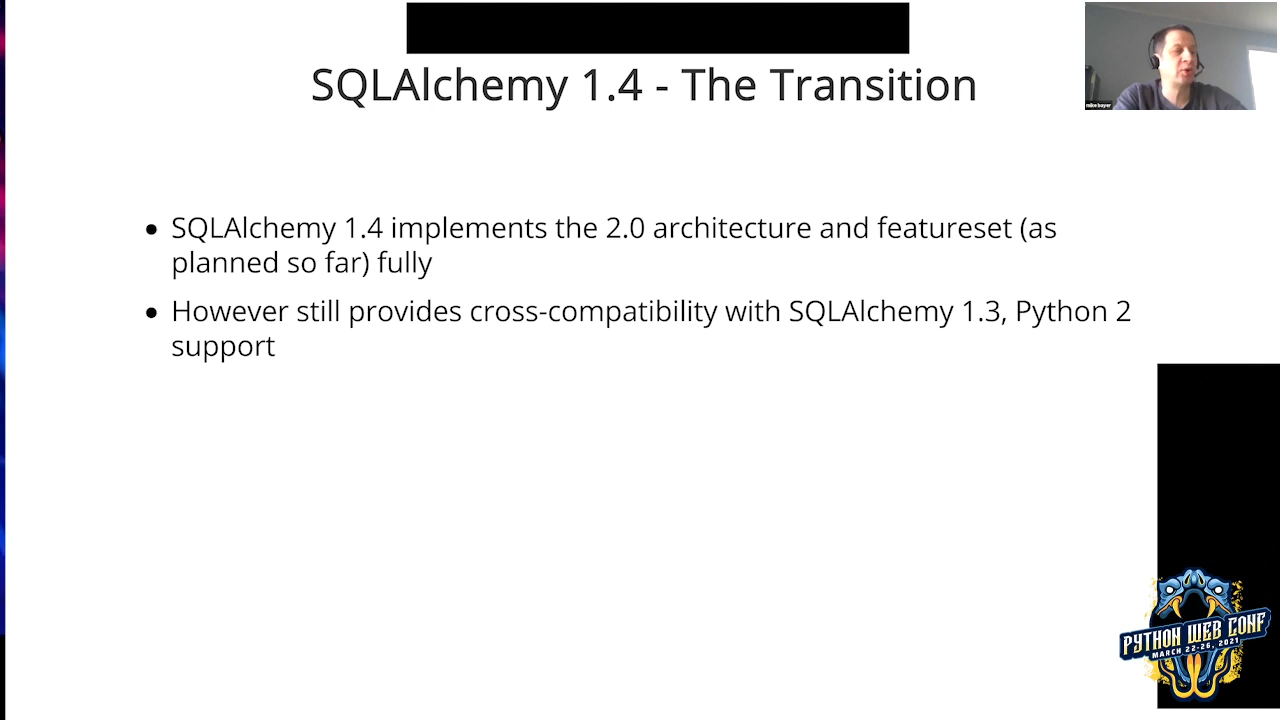 SQLAlchemy 1.4 - The Transition
mike bayer
SQLAlchemy 1.4 implements the 2.0 architecture and featureset (as
planned so far) fully
However still provides cross-compatibility with SQLAlchemy 1.3, Python 2
support
PYTHON WEB CONF
MARCH 22-26, 2021